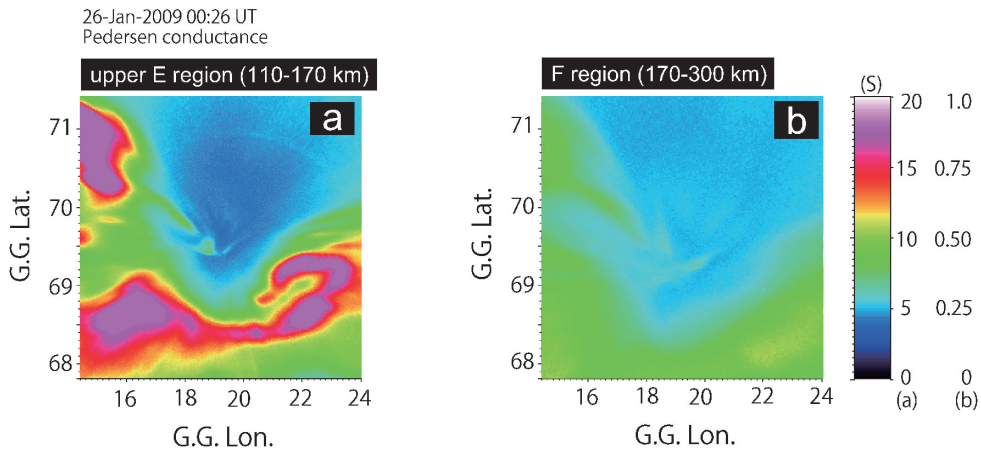 26-Jan-2009 00:26 UT
Pedersen conductance
upper E region (110-170 km)
F region (170-300 km)
a
b
(S)
71
70
69
68
G.G. Lat.
16 18 20 22 24
G.G. Lon.
71
70
69
68
G.G. Lat.
16 18 20 22 24
G.G. Lon.
20 1.0
15 0.75
10 0.50
5 0.25
0 0
(a) (b)